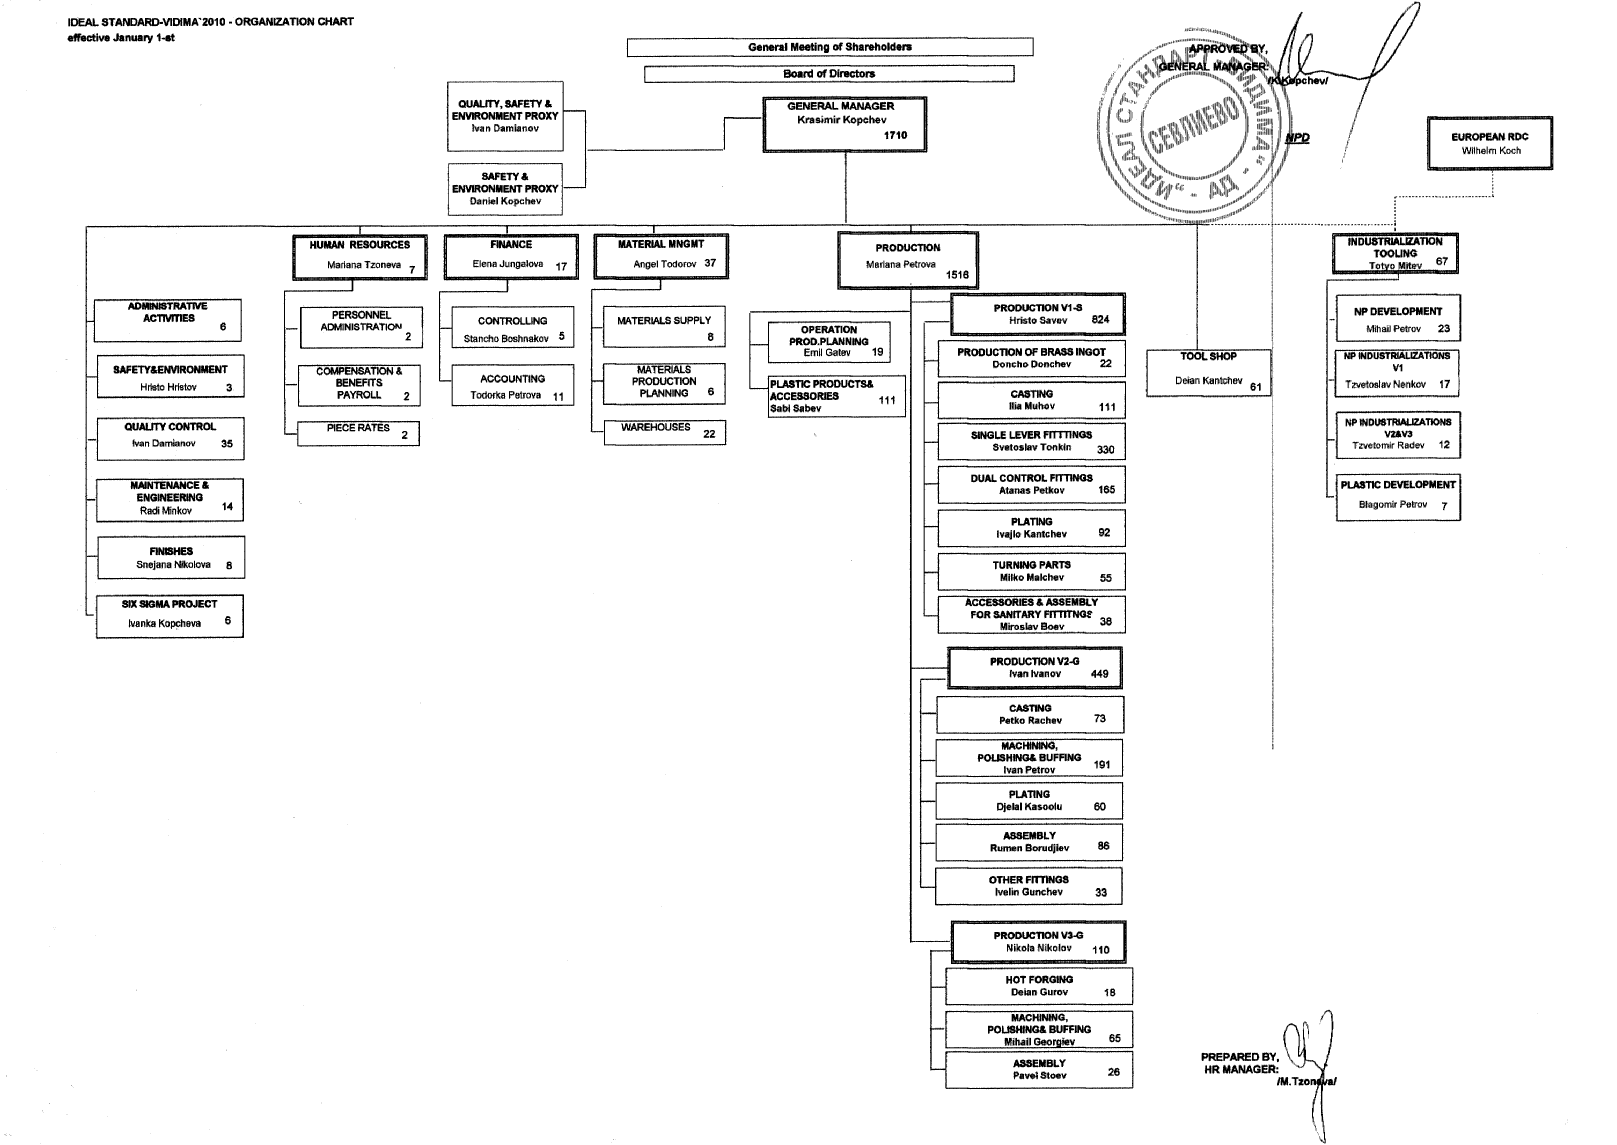 IDEAL STANDARD-VIDIMA`2010 - ORGANIZATION CHART
effective January 1-st
General Meeting of Shareholders
Board of Directors
APPROVED BY,
GENERAL MANAGER:
/K.Kopchev/
"ИДЕАЛ СТАНДАРТ ВИДИМА" - АД -
СЕВЛИЕВО
NPD
QUALITY, SAFETY &
ENVIRONMENT PROXY
Ivan Damianov
GENERAL MANAGER
Krasimir Kopchev
1710
EUROPEAN RDC
Wilhelm Koch
SAFETY &
ENVIRONMENT PROXY
Daniel Kopchev
HUMAN RESOURCES
Mariana Tzoneva 7
FINANCE
Elena Jungalova 17
MATERIAL MNGMT
Angel Todorov 37
PRODUCTION
Mariana Petrova
1516
INDUSTRIALIZATION
TOOLING
Totyo Mitev 67
ADMINISTRATIVE
ACTIVITIES
6
SAFETY&ENVIRONMENT
Hristo Hristov 3
QUALITY CONTROL
Ivan Damianov 35
MAINTENANCE &
ENGINEERING
Radi Minkov 14
FINISHES
Snejana Nikolova 8
SIX SIGMA PROJECT
Ivanka Kopcheva 6
PERSONNEL
ADMINISTRATION
2
COMPENSATION &
BENEFITS
PAYROLL 2
PIECE RATES
2
CONTROLLING
Stancho Boshnakov 5
ACCOUNTING
Todorka Petrova 11
MATERIALS SUPPLY
8
MATERIALS
PRODUCTION
PLANNING 6
WAREHOUSES
22
OPERATION
PROD.PLANNING
Emil Gatev 19
PLASTIC PRODUCTS&
ACCESSORIES
Sabi Sabev 111
PRODUCTION V1-S
Hristo Savev 824
PRODUCTION OF BRASS INGOT
Doncho Donchev 22
CASTING
Ilia Muhov 111
SINGLE LEVER FITTTINGS
Svetoslav Tonkin 330
DUAL CONTROL FITTINGS
Atanas Petkov 165
PLATING
Ivajlo Kantchev 92
TURNING PARTS
Milko Malchev 55
ACCESSORIES & ASSEMBLY
FOR SANITARY FITTITNGS
Miroslav Boev 38
PRODUCTION V2-G
Ivan Ivanov 449
CASTING
Petko Rachev 73
MACHINING,
POLISHING& BUFFING
Ivan Petrov 191
PLATING
Djelal Kasoolu 60
ASSEMBLY
Rumen Borudjiev 86
OTHER FITTINGS
Ivelin Gunchev 33
PRODUCTION V3-G
Nikola Nikolov 110
HOT FORGING
Deian Gurov 18
MACHINING,
POLISHING& BUFFING
Mihail Georgiev 65
ASSEMBLY
Pavel Stoev 26
TOOL SHOP
Deian Kantchev 61
NP DEVELOPMENT
Mihail Petrov 23
NP INDUSTRIALIZATIONS
V1
Tzvetoslav Nenkov 17
NP INDUSTRIALIZATIONS
V2&V3
Tzvetomir Radev 12
PLASTIC DEVELOPMENT
Blagomir Petrov 7
PREPARED BY,
HR MANAGER:
/M.Tzoneva/